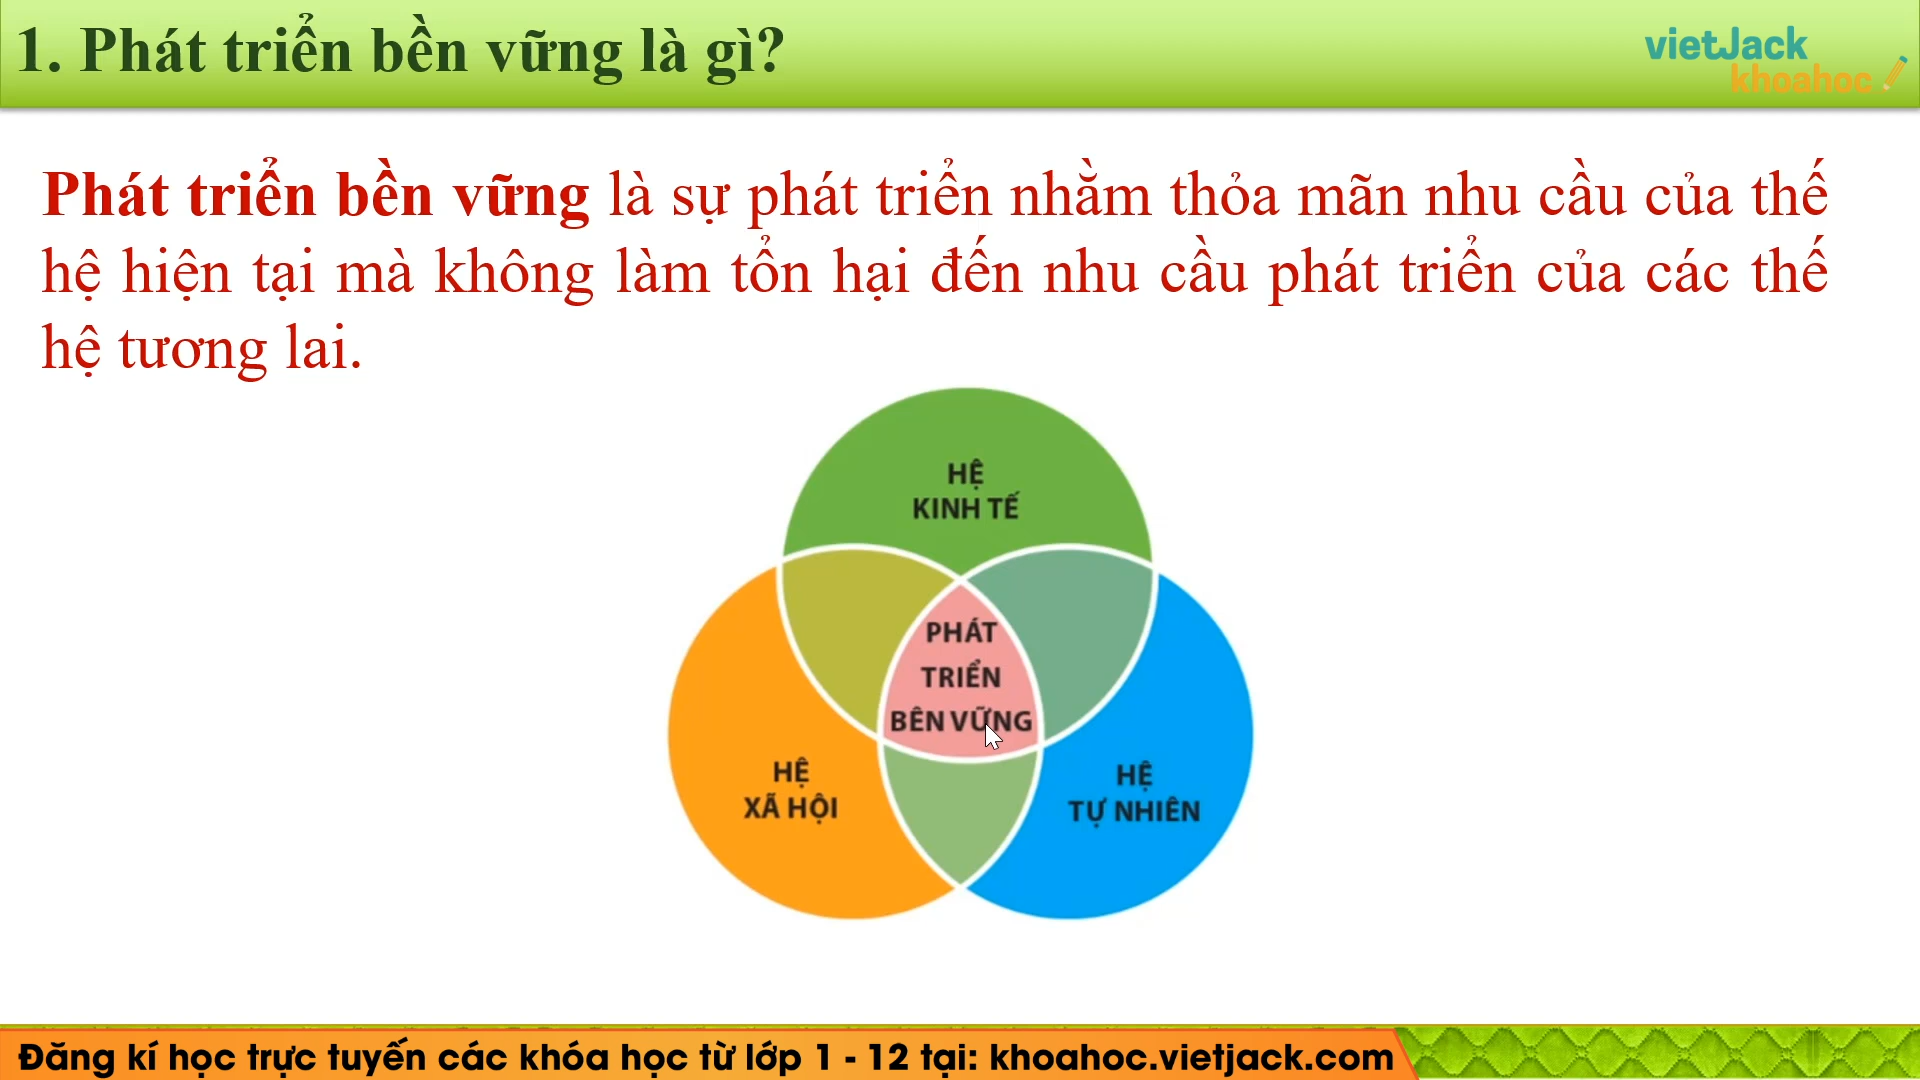 1. Phát triển bền vững là gì?
vietJack
khoahoc
Phát triển bền vững là sự phát triển nhằm thỏa mãn nhu cầu của thế
hệ hiện tại mà không làm tổn hại đến nhu cầu phát triển của các thế
hệ tương lai.
HỆ
KINH TẾ
PHÁT
TRIỂN
BÊN VỮNG
HỆ
XÃ HỘI
HỆ
TỰ NHIÊN
Đăng kí học trực tuyến các khóa học từ lớp 1 - 12 tại: khoahoc.vietjack.com